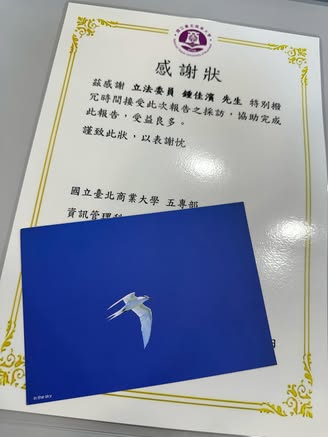 感謝狀
茲感謝 立法委員 鍾佳濱 先生 特別撥
冗時間接受此次報告之採訪，協助完成
此報告，受益良多。
謹致此狀，以表謝忱
國立臺北商業大學 五專部
資訊管理科
in the sky